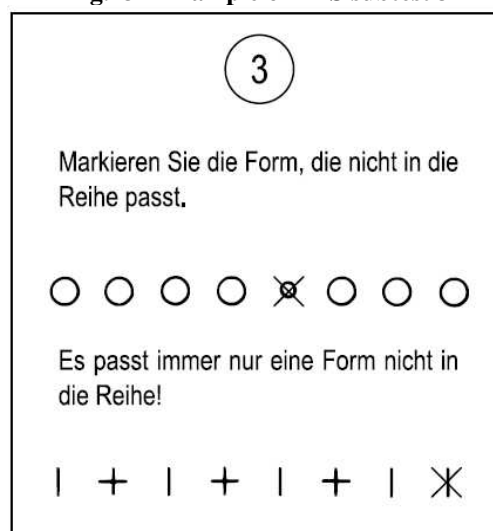 3
Markieren Sie die Form, die nicht in die
Reihe passt.
Es passt immer nur eine Form nicht in
die Reihe!